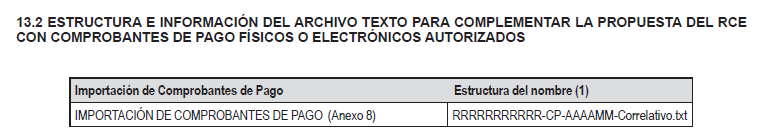 13.2 ESTRUCTURA E INFORMACIÓN DEL ARCHIVO TEXTO PARA COMPLEMENTAR LA PROPUESTA DEL RCE
CON COMPROBANTES DE PAGO FÍSICOS O ELECTRÓNICOS AUTORIZADOS
Importación de Comprobantes de Pago Estructura del nombre (1)
IMPORTACIÓN DE COMPROBANTES DE PAGO (Anexo 8) RRRRRRRRRRR-CP-AAAAMM-Correlativo.txt